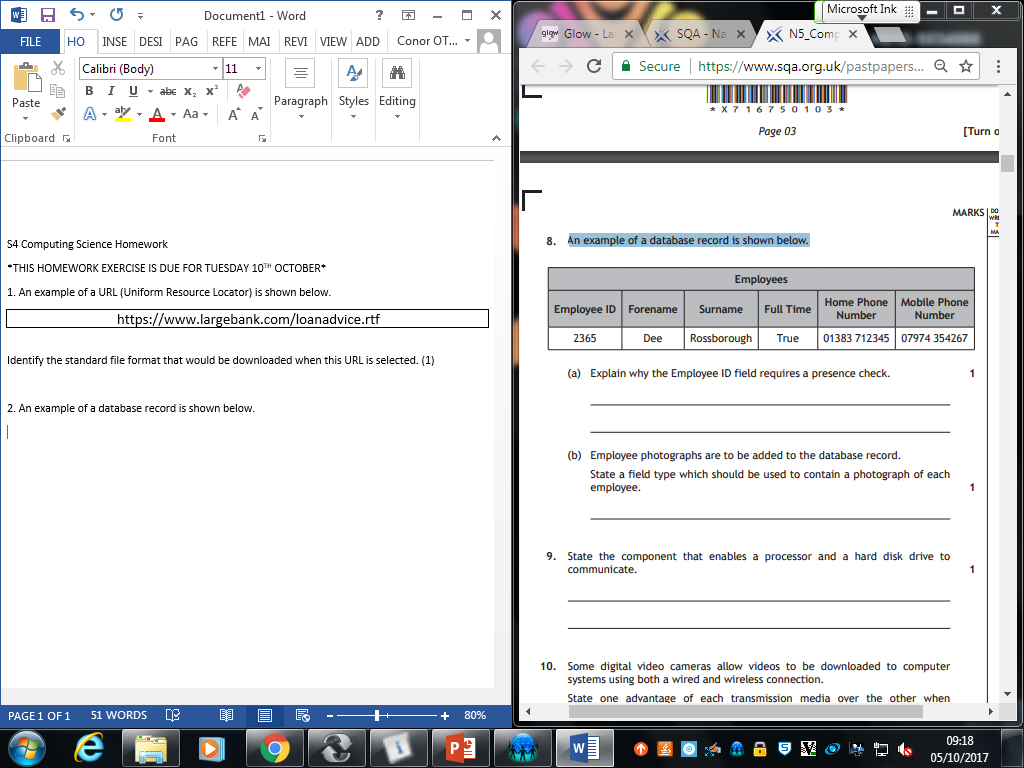 Document1 - Word
?
FILE
HO
INSE
DESI
PAG
REFE
MAI
REVI
VIEW
ADD
Conor OT...
Paste
Calibri (Body)
11
B I U abc x₂ x²
A aby A Aa A A
Paragraph
Styles
Editing
Clipboard
Font
S4 Computing Science Homework
*THIS HOMEWORK EXERCISE IS DUE FOR TUESDAY 10TH OCTOBER*
1. An example of a URL (Uniform Resource Locator) is shown below.
https://www.largebank.com/loanadvice.rtf
Identify the standard file format that would be downloaded when this URL is selected. (1)
2. An example of a database record is shown below.
PAGE 1 OF 1
51 WORDS
80%
Microsoft Ink
glow Glow - La
SQA - Na
N5_Comp
Secure
https://www.sqa.org.uk/pastpapers...
* X 7 1 6 7 5 0 1 0 3 *
Page 03
[Turn o
MARKS
DO
WRI
T
MA
8. An example of a database record is shown below.
Employees
Employee ID
Forename
Surname
Full Time
Home Phone Number
Mobile Phone Number
2365
Dee
Rossborough
True
01383 712345
07974 354267
(a) Explain why the Employee ID field requires a presence check.
1
(b) Employee photographs are to be added to the database record.
State a field type which should be used to contain a photograph of each
employee.
1
9. State the component that enables a processor and a hard disk drive to
communicate.
1
10. Some digital video cameras allow videos to be downloaded to computer
systems using both a wired and wireless connection.
State one advantage of each transmission media over the other when
09:18
05/10/2017